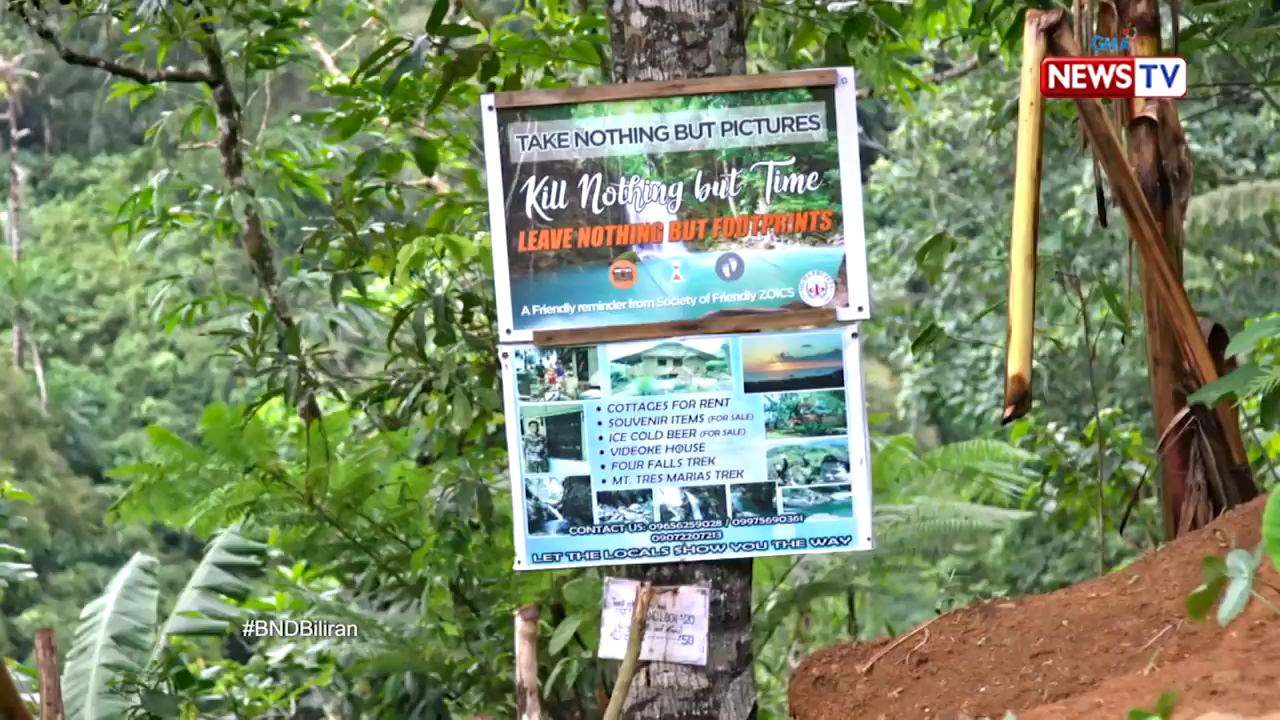 GMA
NEWS TV
TAKE NOTHING BUT PICTURES
Kill Nothing but Time
LEAVE NOTHING BUT FOOTPRINTS
A Friendly reminder from Society of Friendly ZOICS
• COTTAGES FOR RENT
• SOUVENIR ITEMS (FOR SALE)
• ICE COLD BEER (FOR SALE)
• VIDEOKE HOUSE
• FOUR FALLS TREK
• MT. TRES MARIAS TREK
CONTACT US: 09656259028 / 09975690361
09072207213
LET THE LOCALS SHOW YOU THE WAY
#BNDBiliran